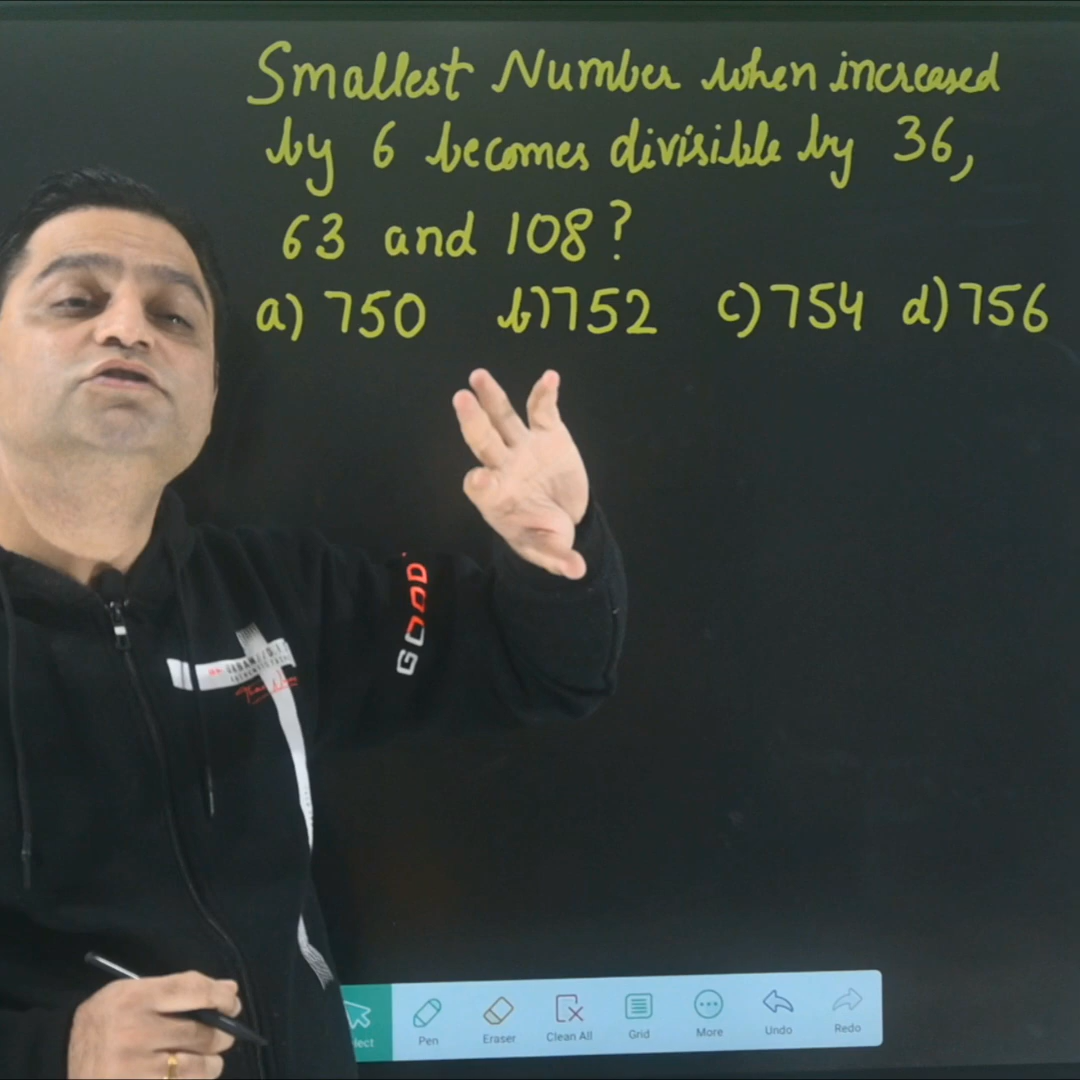 Smallest Number when increased
by 6 becomes divisible by 36,
63 and 108?
a) 750 b) 752 c) 754 d) 756
GOOD
Pen Eraser Clean All Grid More Undo Redo